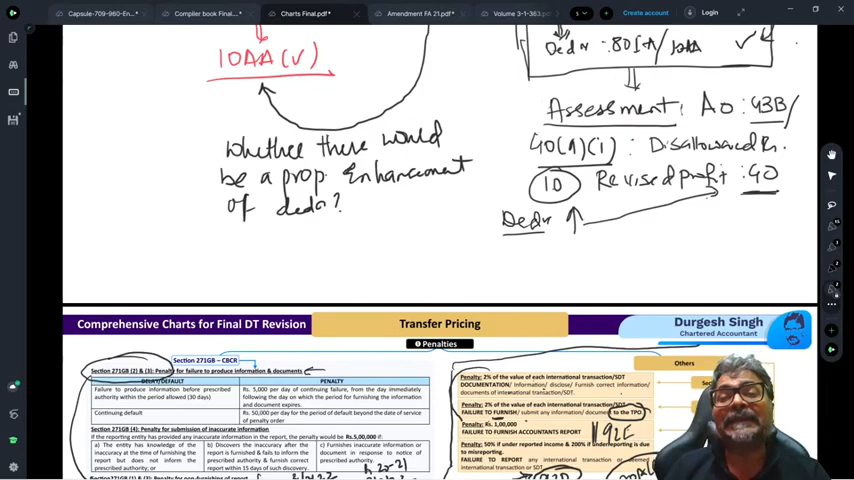 Capsule-709-960-En...*
Compiler book Final....*
Charts Final.pdf*
Amendment FA 21.pdf*
Volume 3-1-363.pdf*
5
Create account
Login
10AA(v)
Whether there would
be a prop. Enhancement
of dedn?
Dedn :- 80IA/10AA ✓
Assessment: AO: 43B/
40(A)(i): Disallowed Rs.
10 Revised profit: 90
Dedn ↑
Comprehensive Charts for Final DT Revision
Transfer Pricing
Durgesh Singh
Chartered Accountant
Penalties
Section 271GB – CBCR
Section 271GB (2) & (3): Penalty for failure to produce information & documents
DELAY/DEFAULT
PENALTY
Failure to produce information before prescribed authority within the period allowed (30 days)
Rs. 5,000 per day of continuing failure, from the day immediately following the day on which the period for furnishing the information and document expires.
Continuing default
Rs. 50,000 per day for the period of default beyond the date of service of penalty order
Section 271GB (4): Penalty for submission of inaccurate information
If the reporting entity has provided any inaccurate information in the report, the penalty would be Rs.5,00,000 if:
a) The entity has knowledge of the inaccuracy at the time of furnishing the report but does not inform the prescribed authority; or
b) Discovers the inaccuracy after the report is furnished & fails to inform the prescribed authority & furnish correct report within 15 days of such discovery.
c) Furnishes inaccurate information or document in response to notice of prescribed authority.
Others
Penalty: 2% of the value of each international transaction/SDT
DOCUMENTATION/ Information/ disclose/ Furnish correct information/
documents of international transaction/SDT.
Penalty: 2% of the value of each international transaction/SDT
FAILURE TO FURNISH/ submit any information/ document to the TPO
Penalty: Rs. 1,00,000
FAILURE TO FURNISH ACCOUNTANTS REPORT
92E
Penalty: 50% if under reported income & 200% if underreporting is due
to misreporting.
FAILURE TO REPORT any international transaction or deemed
international transaction or SDT.